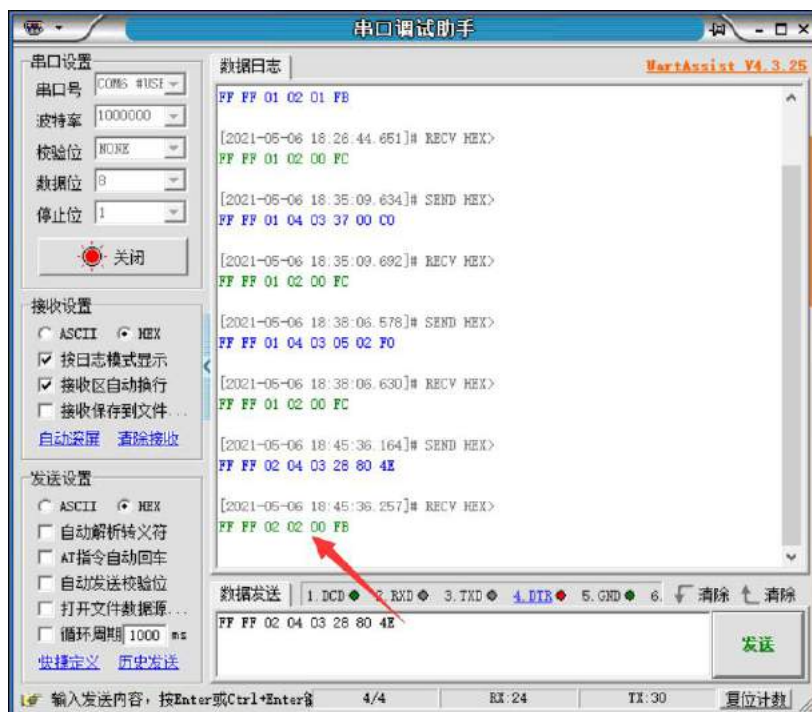 串口调试助手
串口设置
串口号 COM6 #USE
波特率 1000000
校验位 NONE
数据位 8
停止位 1
关闭
接收设置
ASCII HEX
按日志模式显示
接收区自动换行
接收保存到文件...
自动滚屏 清除接收
发送设置
ASCII HEX
自动解析转义符
AT指令自动回车
自动发送校验位
打开文件数据源...
循环周期 1000 ms
快捷定义 历史发送
数据日志 UartAssist V4.3.25
FF FF 01 02 01 FB
[2021-05-06 18:26:44.651]# RECV HEX>
FF FF 01 02 00 FC
[2021-05-06 18:35:09.634]# SEND HEX>
FF FF 01 04 03 37 00 C0
[2021-05-06 18:35:09.692]# RECV HEX>
FF FF 01 02 00 FC
[2021-05-06 18:38:06.578]# SEND HEX>
FF FF 01 04 03 05 02 F0
[2021-05-06 18:38:06.630]# RECV HEX>
FF FF 01 02 00 FC
[2021-05-06 18:45:36.164]# SEND HEX>
FF FF 02 04 03 28 80 4E
[2021-05-06 18:45:36.257]# RECV HEX>
FF FF 02 02 00 FB
数据发送 1.DCD 2.RXD 3.TXD 4.DTR 5.GND 6. 清除 清除
FF FF 02 04 03 28 80 4E
发送
输入发送内容，按Enter或Ctrl+Enter 4/4 RX:24 TX:30 复位计数